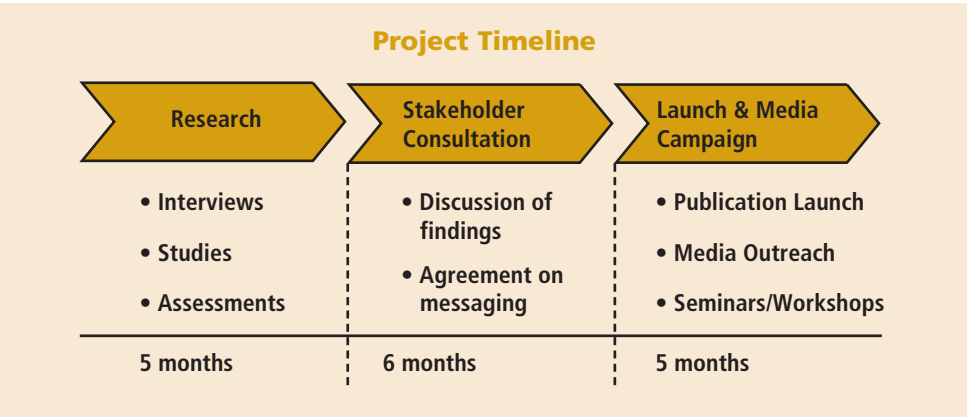 Project Timeline
Research
Stakeholder
Consultation
Launch & Media
Campaign
• Interviews
• Studies
• Assessments
• Discussion of
findings
• Agreement on
messaging
• Publication Launch
• Media Outreach
• Seminars/Workshops
5 months
6 months
5 months